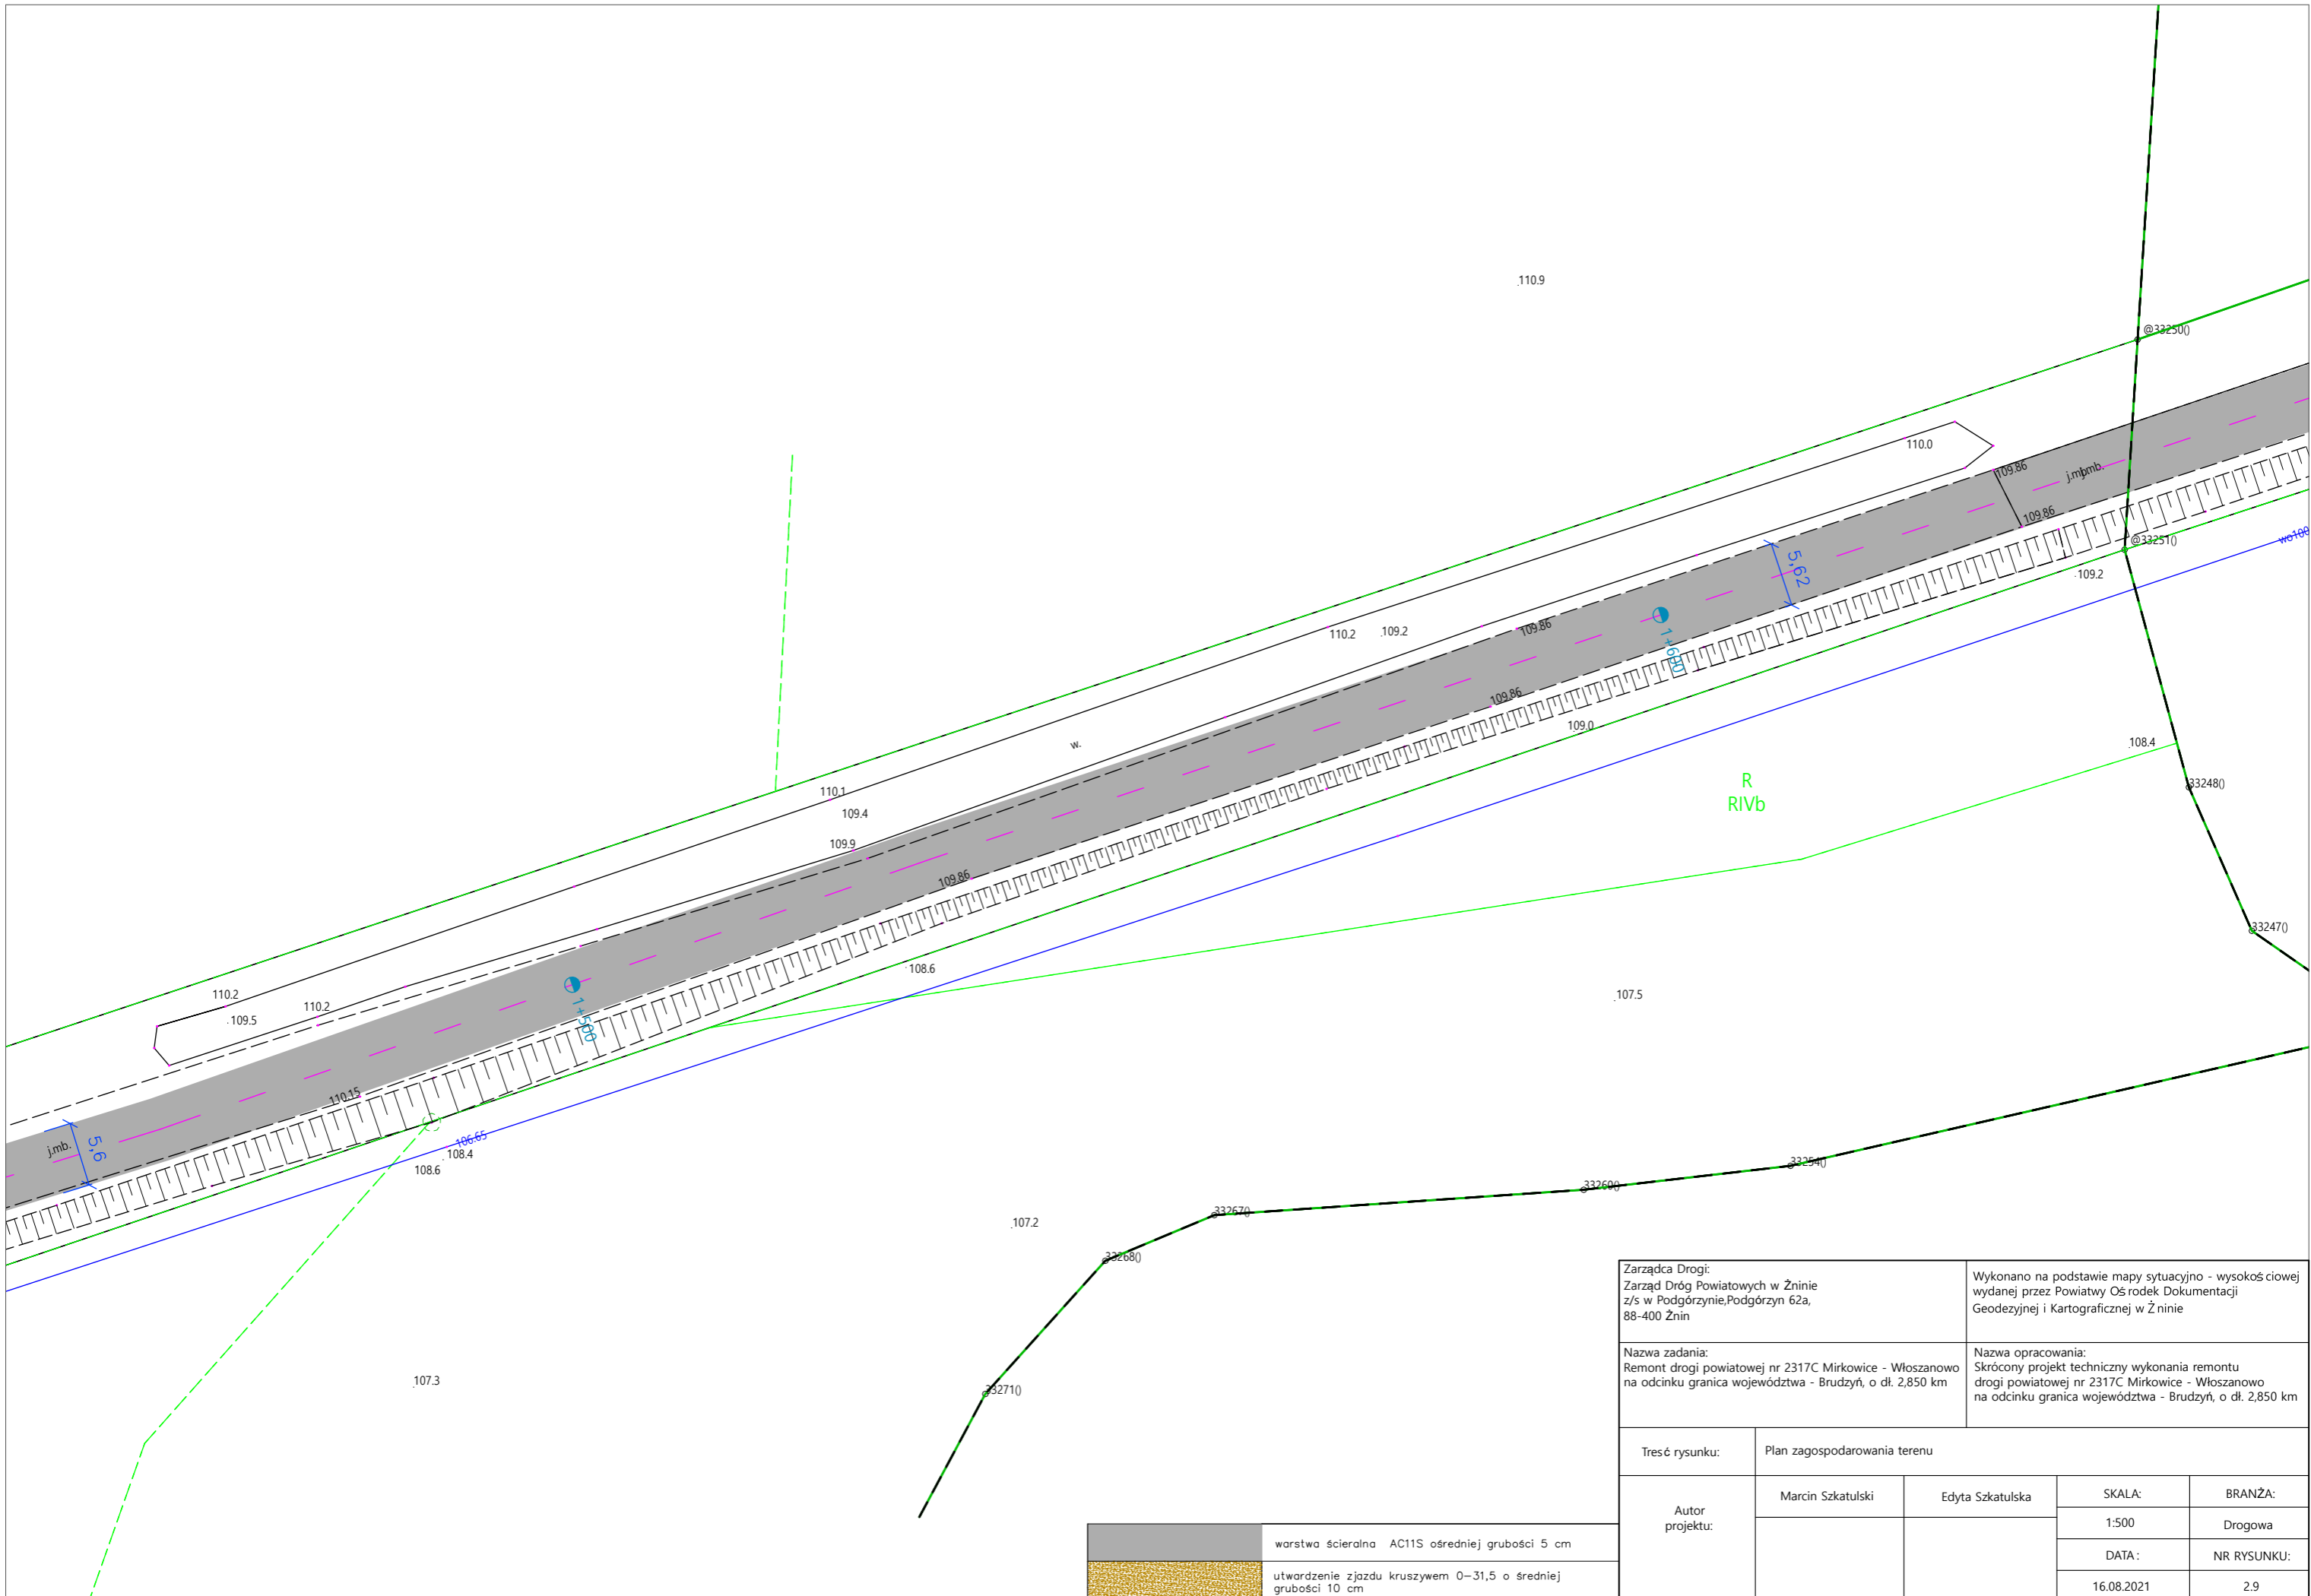 110.9
@33250()
110.0
109.86
j.mb.
j.mb.
109.86
@33251()
wo100
109.2
5,62
110.2
109.2
109.86
1+600
109.86
109.0
108.4
w.
R
RIVb
33248()
110.1
109.4
109.9
109.86
33247()
108.6
110.2
110.2
109.5
1+500
107.5
110.15
j.mb.
5,6
106.65
108.4
108.6
33254()
33260()
33267()
107.2
33268()
107.3
33271()
Zarządca Drogi:
Zarząd Dróg Powiatowych w Żninie
z/s w Podgórzynie,Podgórzyn 62a,
88-400 Żnin
Wykonano na podstawie mapy sytuacyjno - wysokościowej
wydanej przez Powiatwy Ośrodek Dokumentacji
Geodezyjnej i Kartograficznej w Żninie
Nazwa zadania:
Remont drogi powiatowej nr 2317C Mirkowice - Włoszanowo
na odcinku granica województwa - Brudzyń, o dł. 2,850 km
Nazwa opracowania:
Skrócony projekt techniczny wykonania remontu
drogi powiatowej nr 2317C Mirkowice - Włoszanowo
na odcinku granica województwa - Brudzyń, o dł. 2,850 km
Tresć rysunku:
Plan zagospodarowania terenu
Autor
projektu:
Marcin Szkatulski
Edyta Szkatulska
SKALA:
BRANŻA:
1:500
Drogowa
DATA :
NR RYSUNKU:
16.08.2021
2.9
warstwa ścieralna AC11S ośredniej grubości 5 cm
utwardzenie zjazdu kruszywem 0-31,5 o średniej
grubości 10 cm